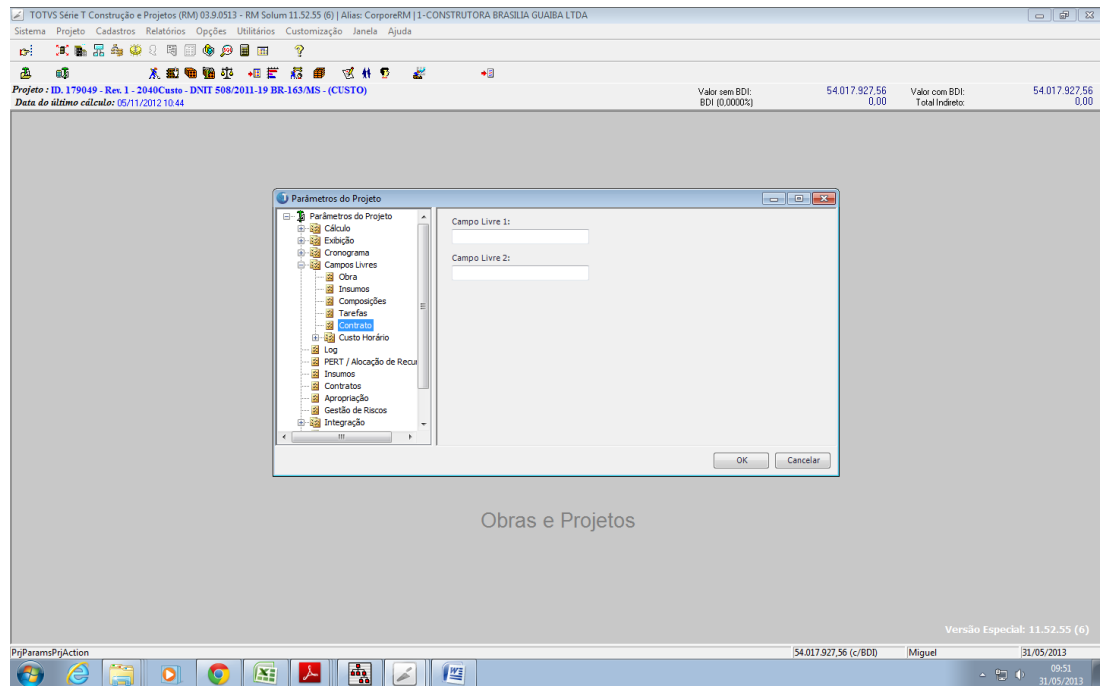 TOTVS Série T Construção e Projetos (RM) 03.9.0513 - RM Solum 11.52.55 (6) | Alias: CorporeRM | 1-CONSTRUTORA BRASILIA GUAIBA LTDA
Sistema Projeto Cadastros Relatórios Opções Utilitários Customização Janela Ajuda
Projeto : ID. 179049 - Rev. 1 - 2040Custo - DNIT 508/2011-19 BR-163/MS - (CUSTO)
Valor sem BDI: 54.017.927,56 Valor com BDI: 54.017.927,56
Data do último cálculo: 05/11/2012 10:44
BDI (0,0000%) 0,00 Total Indireto: 0,00
Parâmetros do Projeto
Parâmetros do Projeto
Cálculo
Exibição
Cronograma
Campos Livres
Obra
Insumos
Composições
Tarefas
Contrato
Custo Horário
Log
PERT / Alocação de Recu
Insumos
Contratos
Apropriação
Gestão de Riscos
Integração
Campo Livre 1:
Campo Livre 2:
OK Cancelar
Obras e Projetos
Versão Especial: 11.52.55 (6)
PrjParamsPrjAction 54.017.927,56 (c/BDI) Miguel 31/05/2013
09:51
31/05/2013